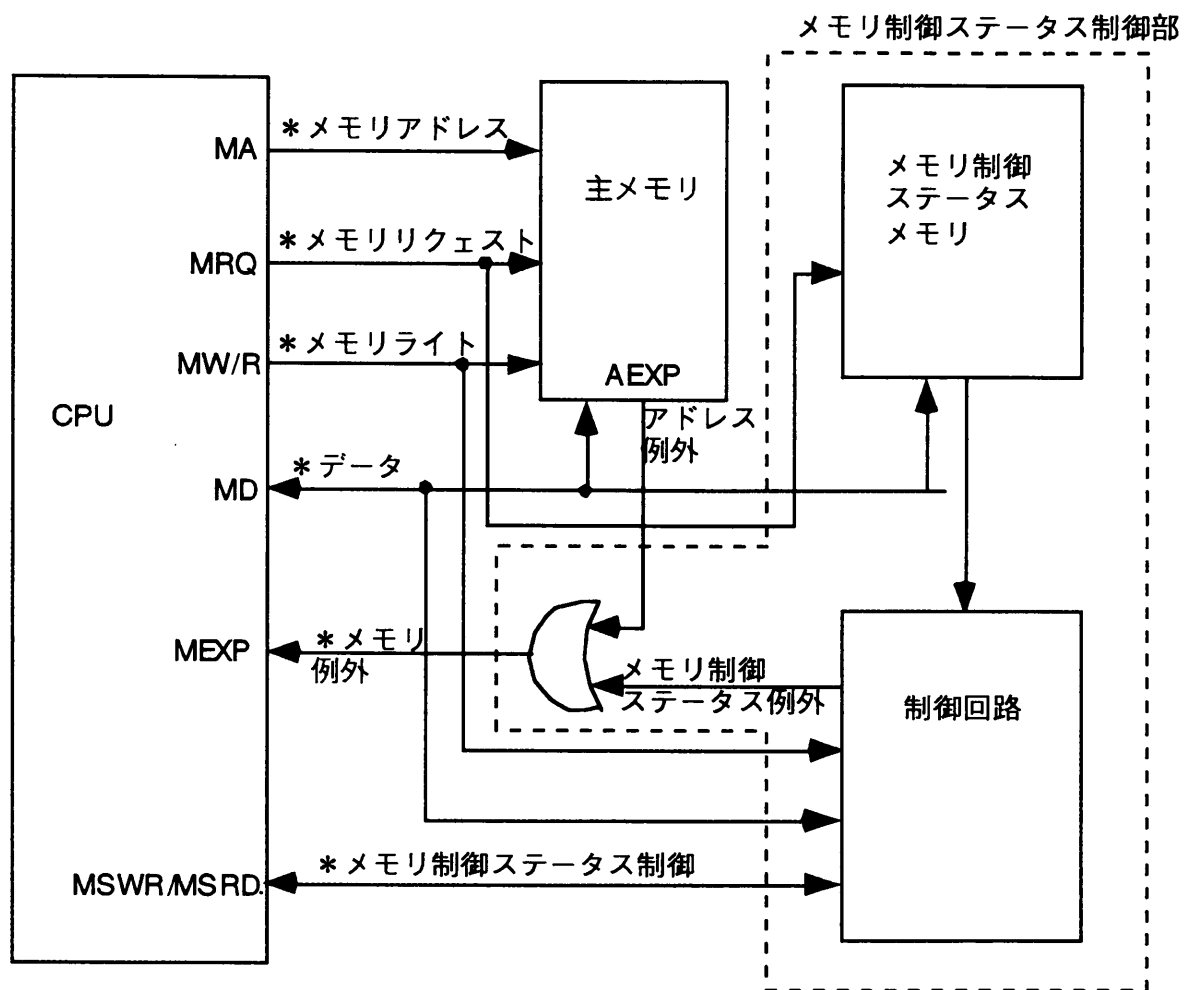 メモリ制御ステータス制御部
MA
*メモリアドレス
主メモリ
メモリ制御
ステータス
メモリ
MRQ
*メモリリクェスト
MW/R
*メモリライト
AEXP
CPU
アドレス
例外
MD
*データ
MEXP
*メモリ
例外
メモリ制御
ステータス例外
制御回路
MSWR/MSRD
*メモリ制御ステータス制御